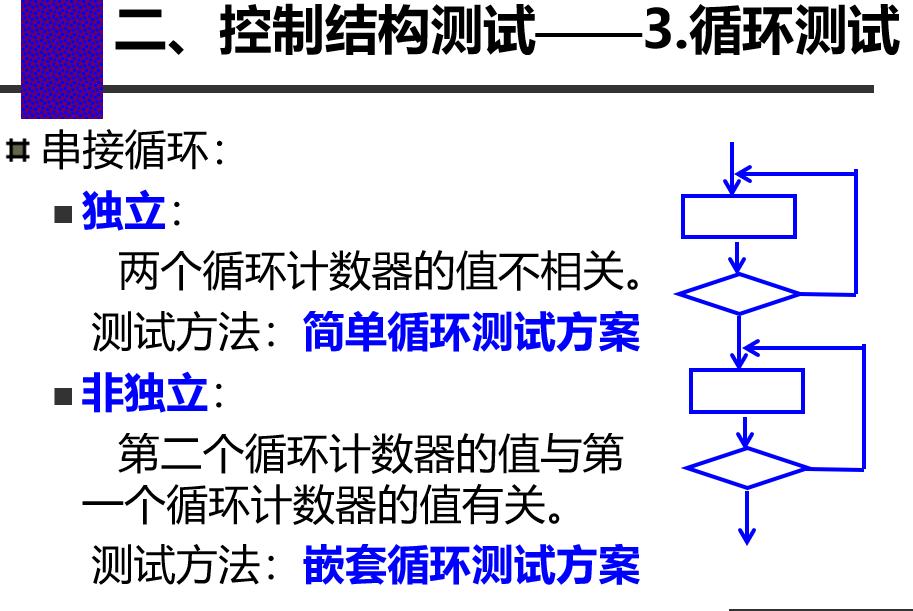 二、控制结构测试——3.循环测试
串接循环：
独立：
两个循环计数器的值不相关。
测试方法：简单循环测试方案
非独立：
第二个循环计数器的值与第
一个循环计数器的值有关。
测试方法：嵌套循环测试方案